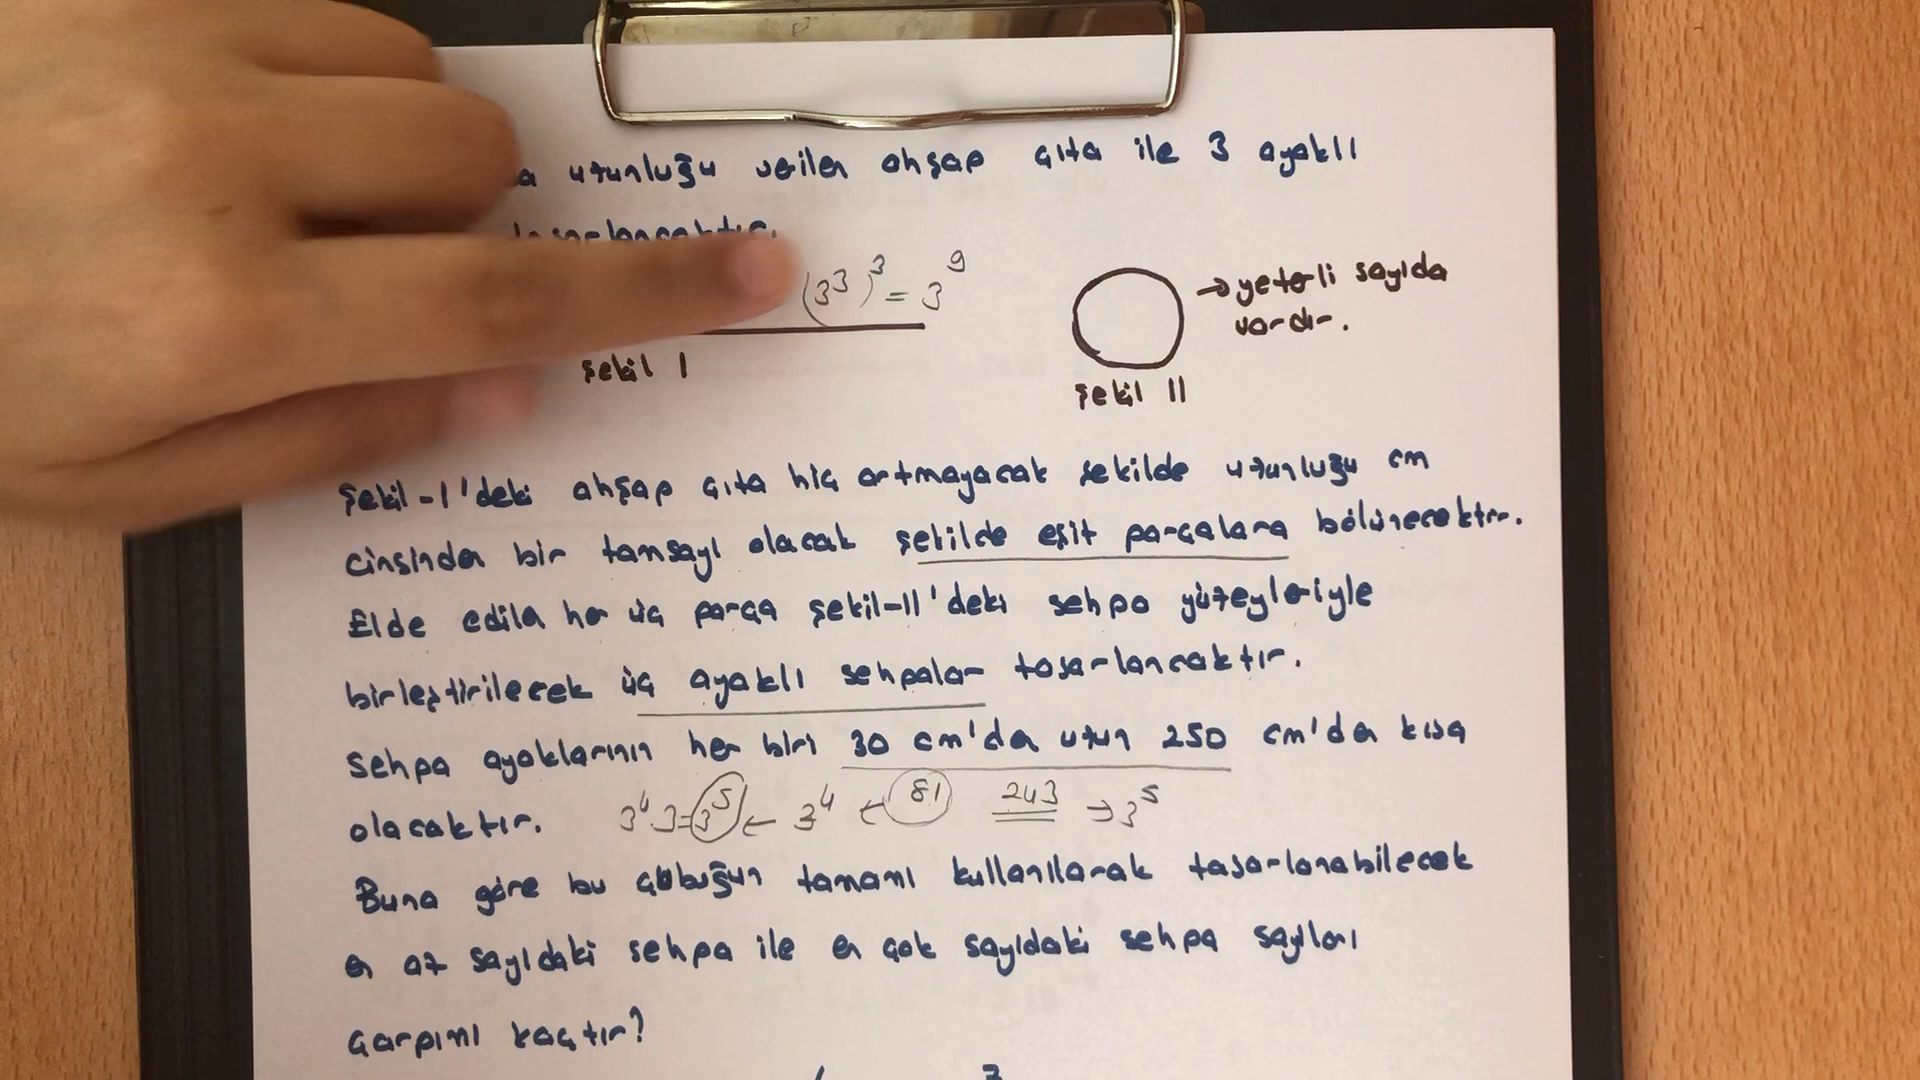 uzunluğu verilen ahşap çıta ile 3 ayaklı
tasarlancaktır.
(3³)³ = 3⁹
→ yeterli sayıda
vardır.
Şekil I
Şekil II
Şekil-I'deki ahşap çıta hiç artmayacak şekilde uzunluğu cm
cinsinden bir tamsayı olacak şekilde eşit parçalara bölünecektir.
Elde edilen her üç parça şekil-II'deki sehpa yüzeyleriyle
birleştirilecek üç ayaklı sehpalar tasarlancaktır.
Sehpa ayaklarının her biri 30 cm'den uzun 250 cm'den kısa
olacaktır.
3⁴ 3=3⁵ ← 3⁴ ← 81 243 → 3⁵
Buna göre bu çubuğun tamamı kullanılarak tasarlanabilecek
en az sayıdaki sehpa ile en çok sayıdaki sehpa sayıları
çarpımı kaçtır?